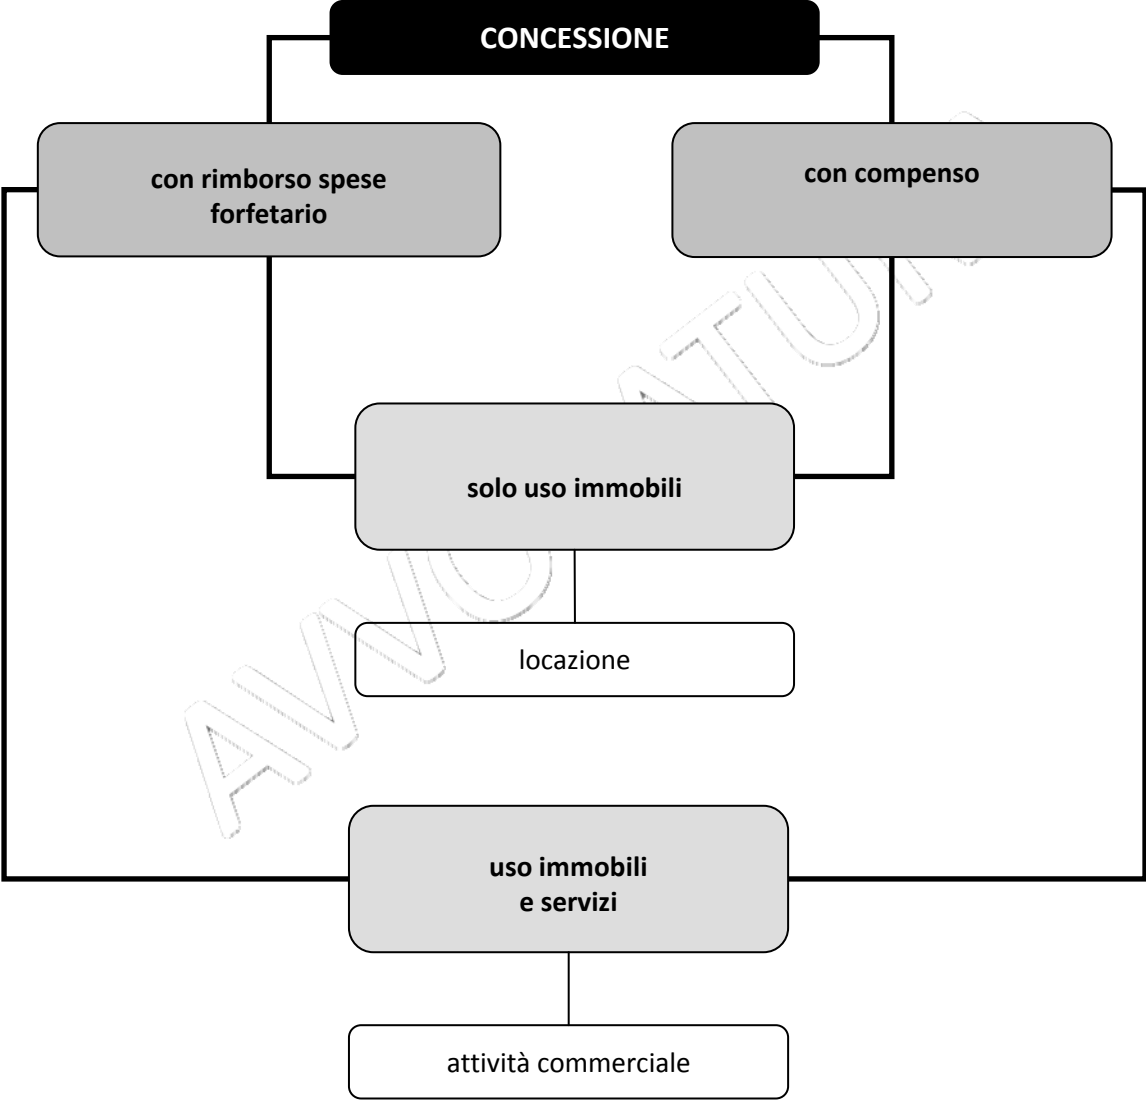 CONCESSIONE
con rimborso spese
forfetario
con compenso
solo uso immobili
locazione
uso immobili
e servizi
attività commerciale